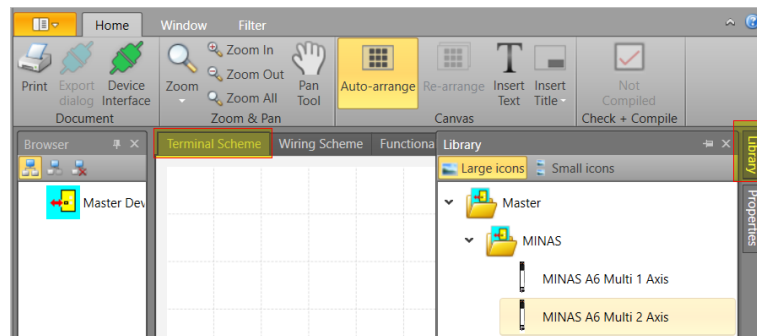 Home Window Filter
Print
Export dialog
Device Interface
Document
Zoom
Zoom In
Zoom Out
Zoom All
Pan Tool
Zoom & Pan
Auto-arrange
Re-arrange
Insert Text
Insert Title
Canvas
Not Compiled
Check + Compile
Browser
Master Dev
Terminal Scheme Wiring Scheme Functiona
Library
Large icons Small icons
Master
MINAS
MINAS A6 Multi 1 Axis
MINAS A6 Multi 2 Axis
Library
Properties